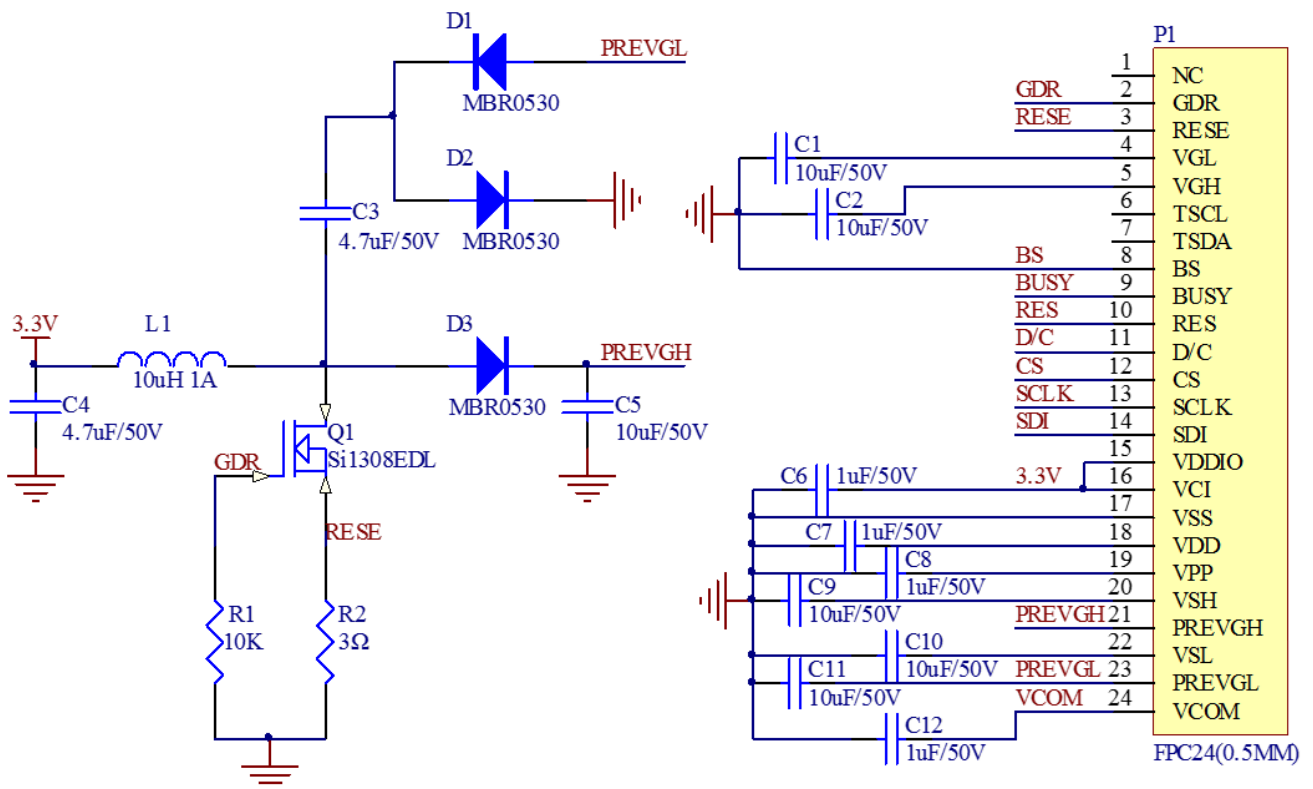 D1
PREVGL
MBR0530
D2
MBR0530
C3
4.7uF/50V
3.3V
L1
10uH 1A
C4
4.7uF/50V
D3
PREVGH
MBR0530
C5
10uF/50V
Q1
Si1308EDL
GDR
RESE
R1
10K
R2
3Ω
P1
1 NC
GDR 2 GDR
RESE 3 RESE
C1 4 VGL
10uF/50V
5 VGH
C2
10uF/50V
6 TSCL
7 TSDA
BS 8 BS
BUSY 9 BUSY
RES 10 RES
D/C 11 D/C
CS 12 CS
SCLK 13 SCLK
SDI 14 SDI
15 VDDIO
C6 1uF/50V 3.3V 16 VCI
17 VSS
C7 1uF/50V 18 VDD
C8 19 VPP
1uF/50V
C9 20 VSH
10uF/50V
PREVGH 21 PREVGH
C10 22 VSL
10uF/50V
C11 PREVGL 23 PREVGL
10uF/50V
VCOM 24 VCOM
C12
1uF/50V
FPC24(0.5MM)